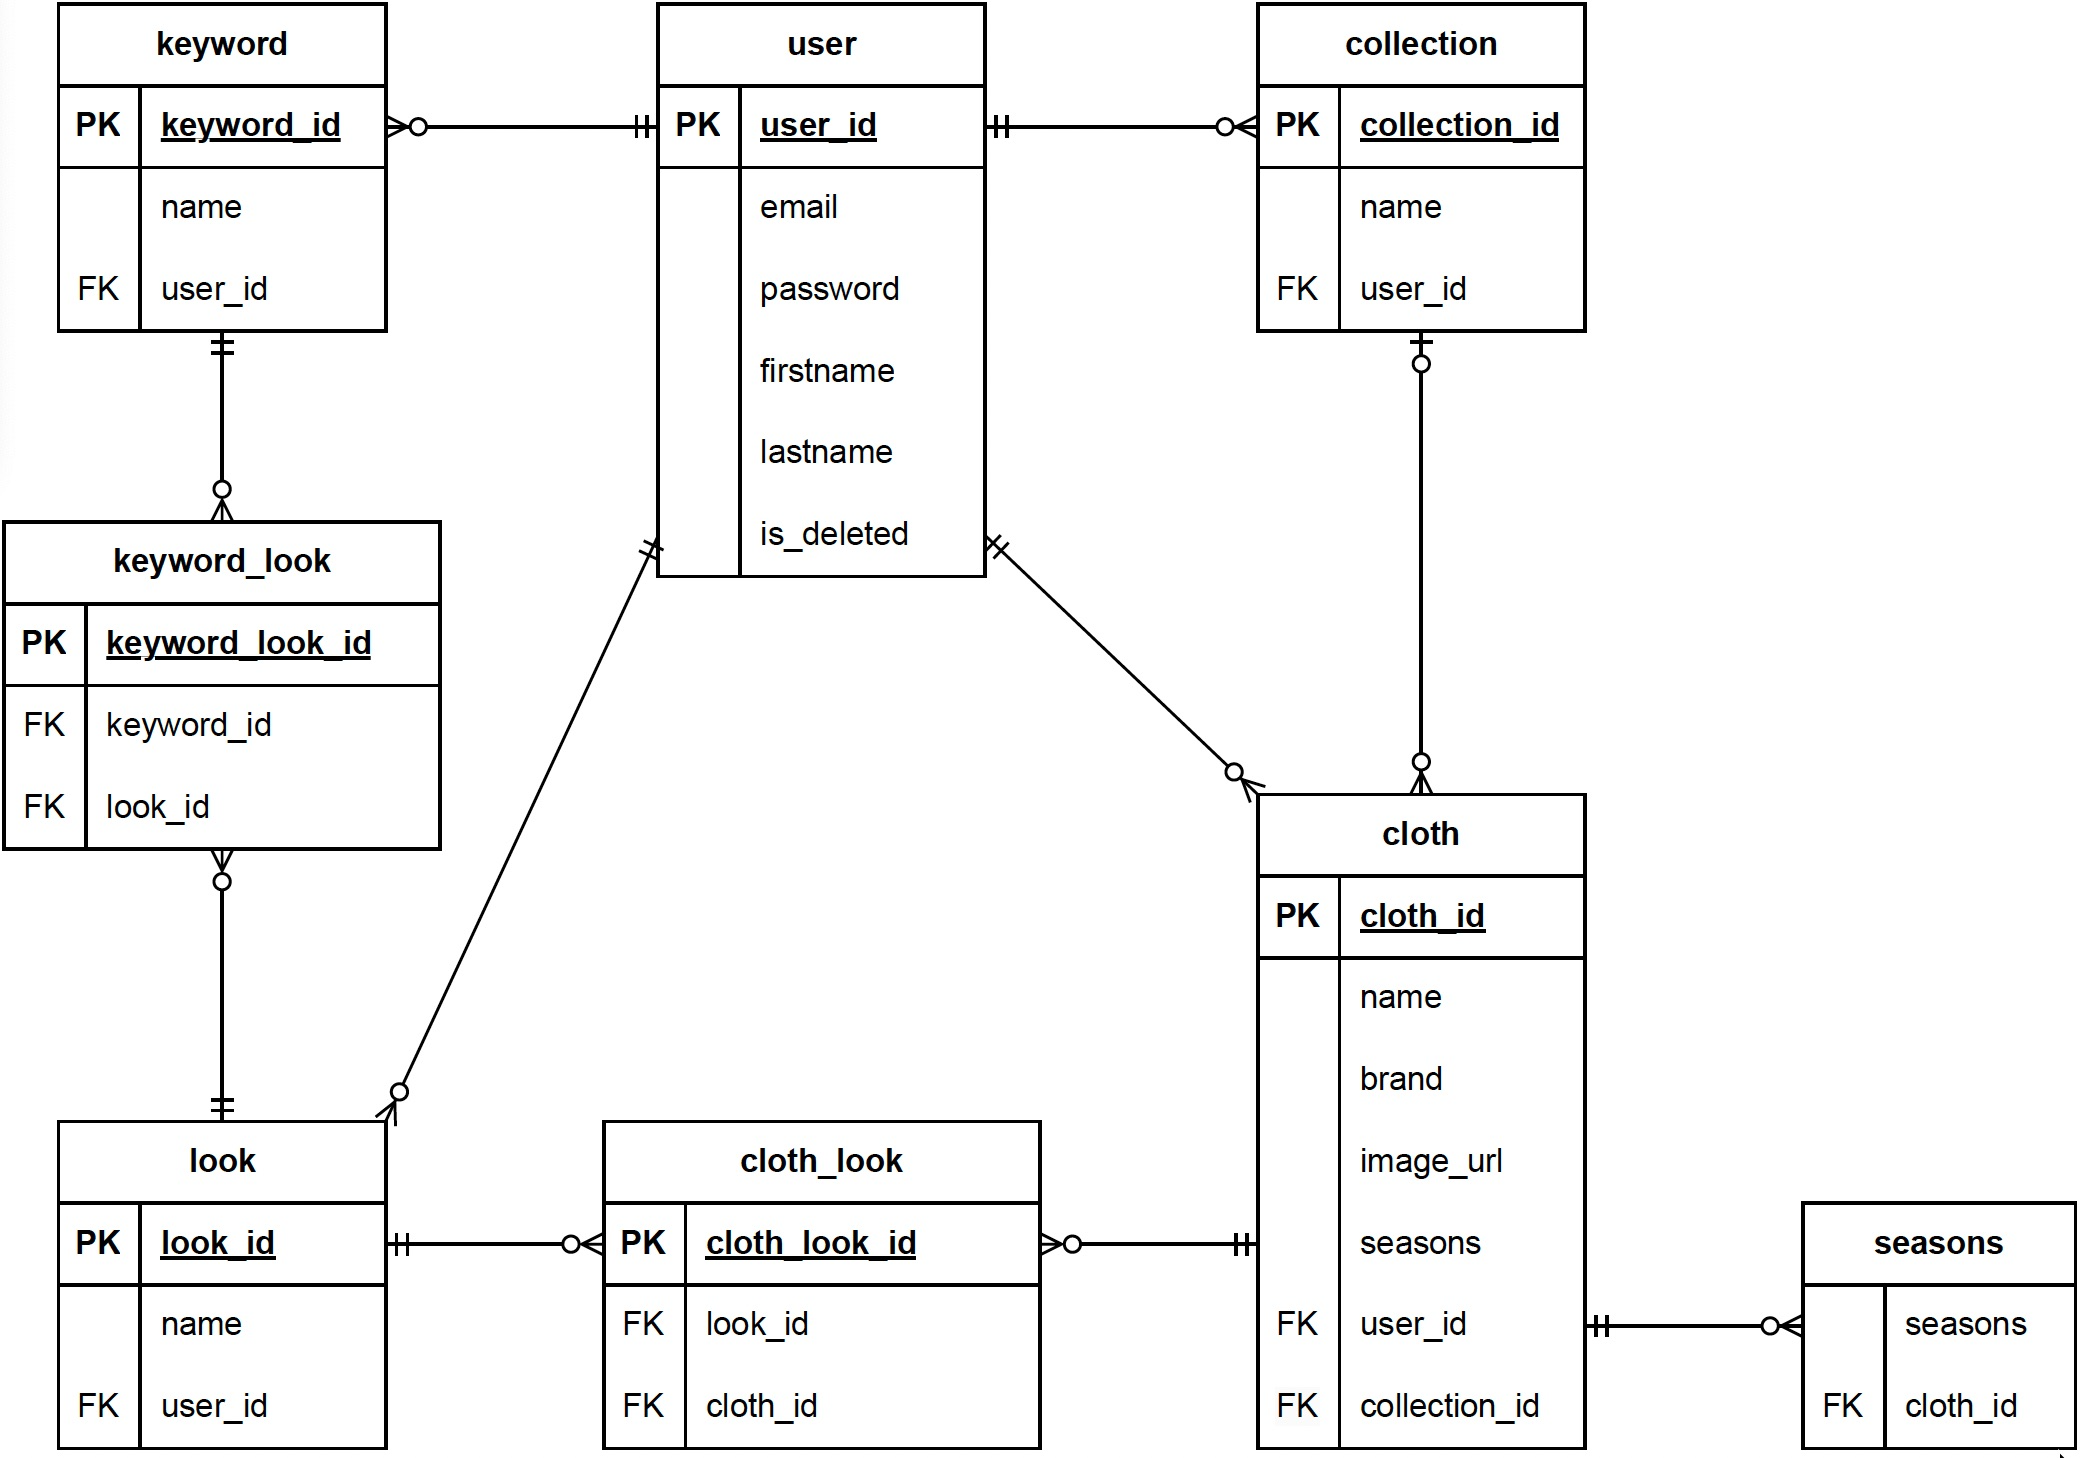 keyword
PK keyword_id
name
FK user_id
user
PK user_id
email
password
firstname
lastname
is_deleted
collection
PK collection_id
name
FK user_id
keyword_look
PK keyword_look_id
FK keyword_id
FK look_id
cloth
PK cloth_id
name
brand
image_url
seasons
FK user_id
FK collection_id
look
PK look_id
name
FK user_id
cloth_look
PK cloth_look_id
FK look_id
FK cloth_id
seasons
seasons
FK cloth_id